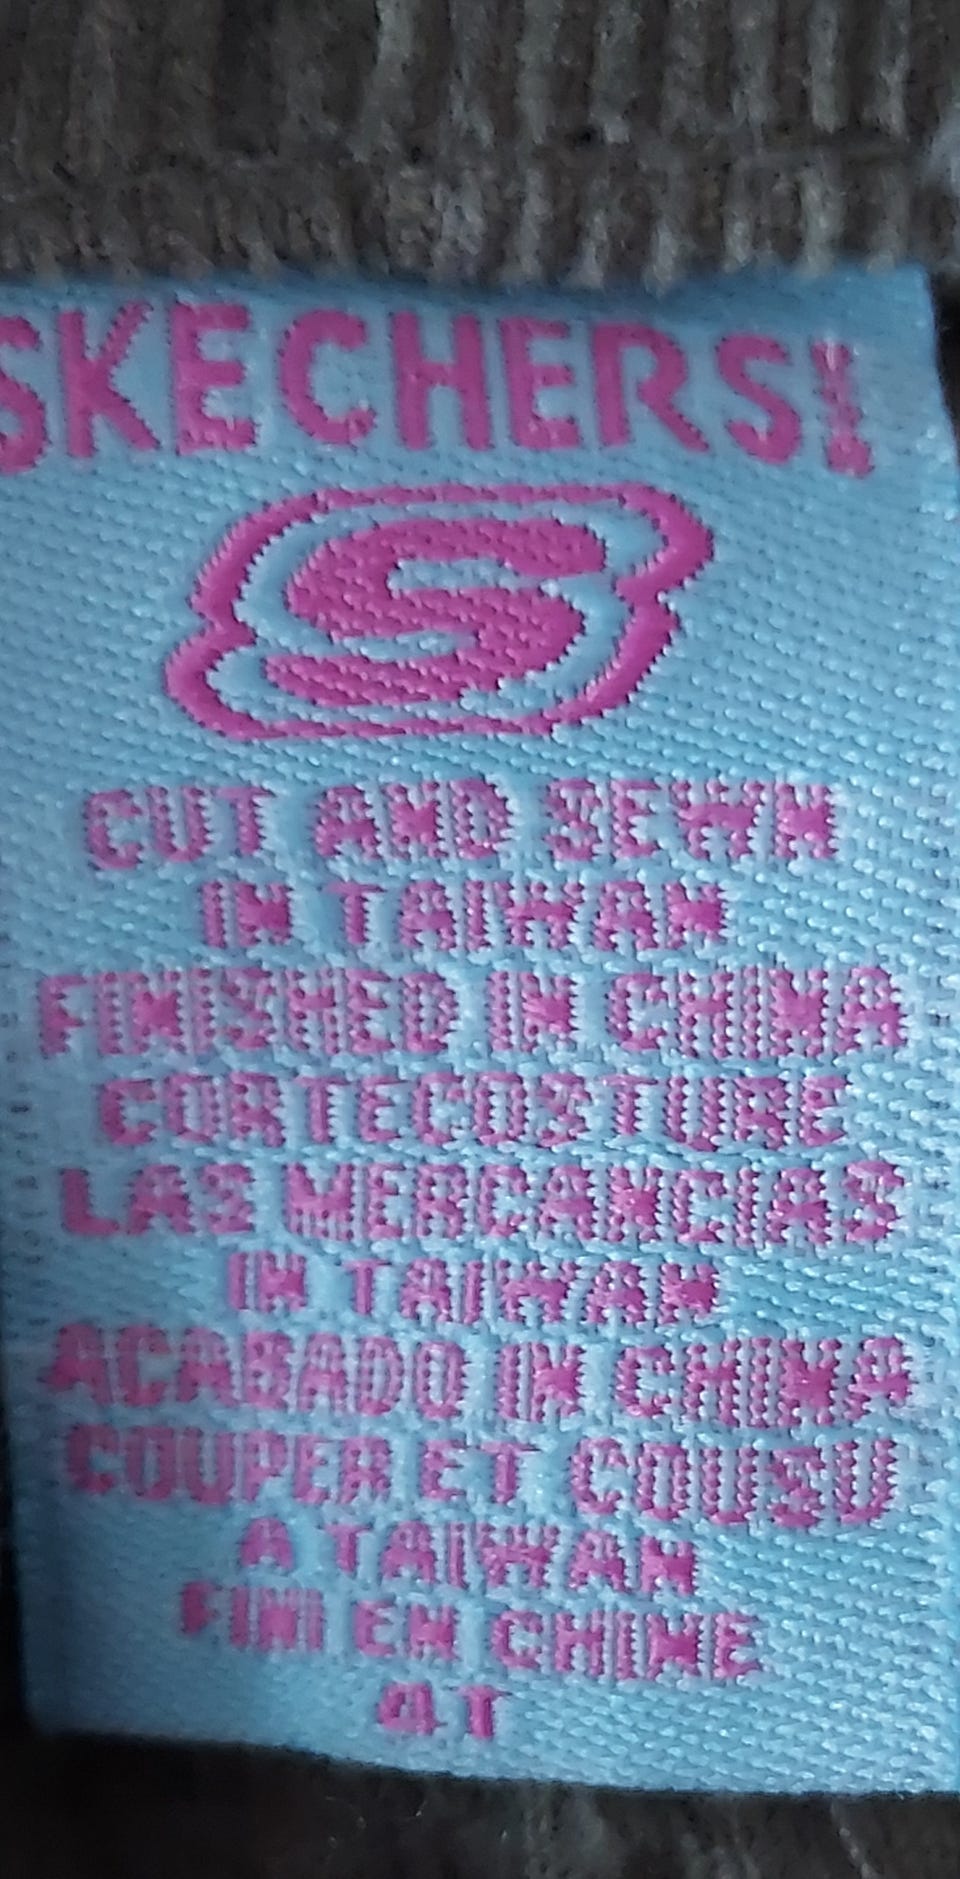 SKECHERS!
S
CUT AND SEWN
IN TAIWAN
FINISHED IN CHINA
CORTECOSTURE
LAS MERCANCIAS
IN TAIWAN
ACABADO IN CHINA
COUPER ET COUSU
A TAIWAN
FINI EN CHINE
4T